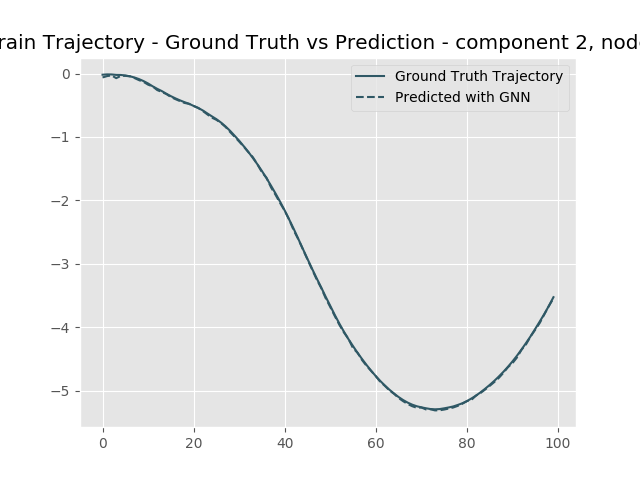 rain Trajectory - Ground Truth vs Prediction - component 2, nod
Ground Truth Trajectory
Predicted with GNN
0
−1
−2
−3
−4
−5
0 20 40 60 80 100